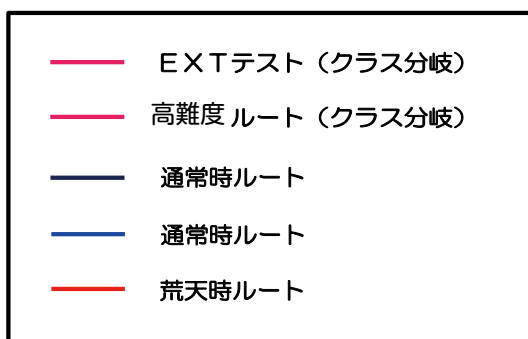 ＥＸＴテスト（クラス分岐）
高難度 ルート（クラス分岐）
通常時ルート
通常時ルート
荒天時ルート